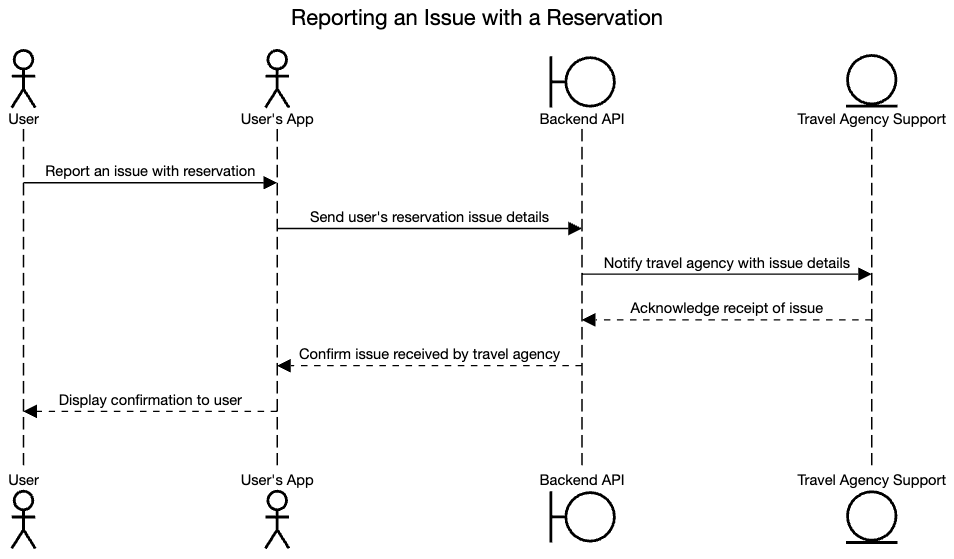 Reporting an Issue with a Reservation
User
User's App
Backend API
Travel Agency Support
Report an issue with reservation
Send user's reservation issue details
Notify travel agency with issue details
Acknowledge receipt of issue
Confirm issue received by travel agency
Display confirmation to user
User
User's App
Backend API
Travel Agency Support